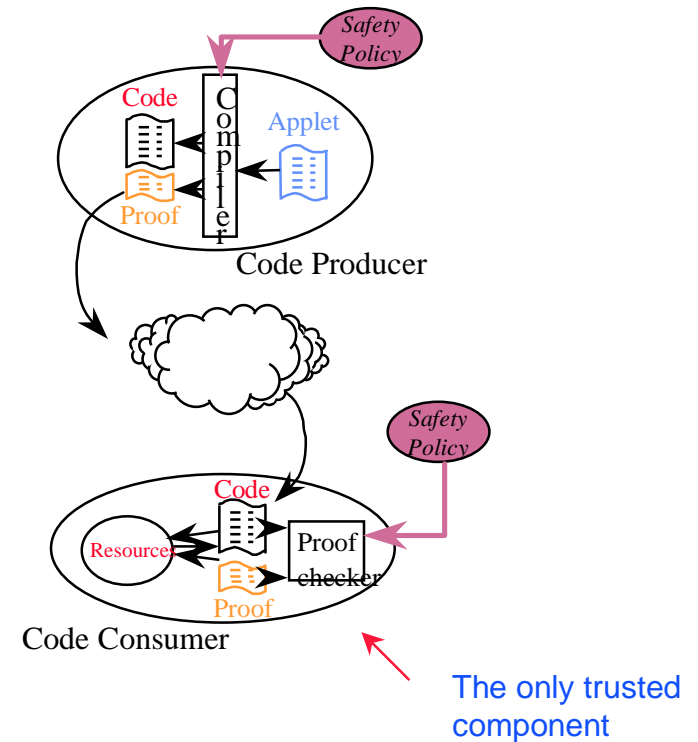 Safety
Policy
Code
Compiler
Applet
Proof
Code Producer
Safety
Policy
Code
Resources
Proof
checker
Proof
Code Consumer
The only trusted
component